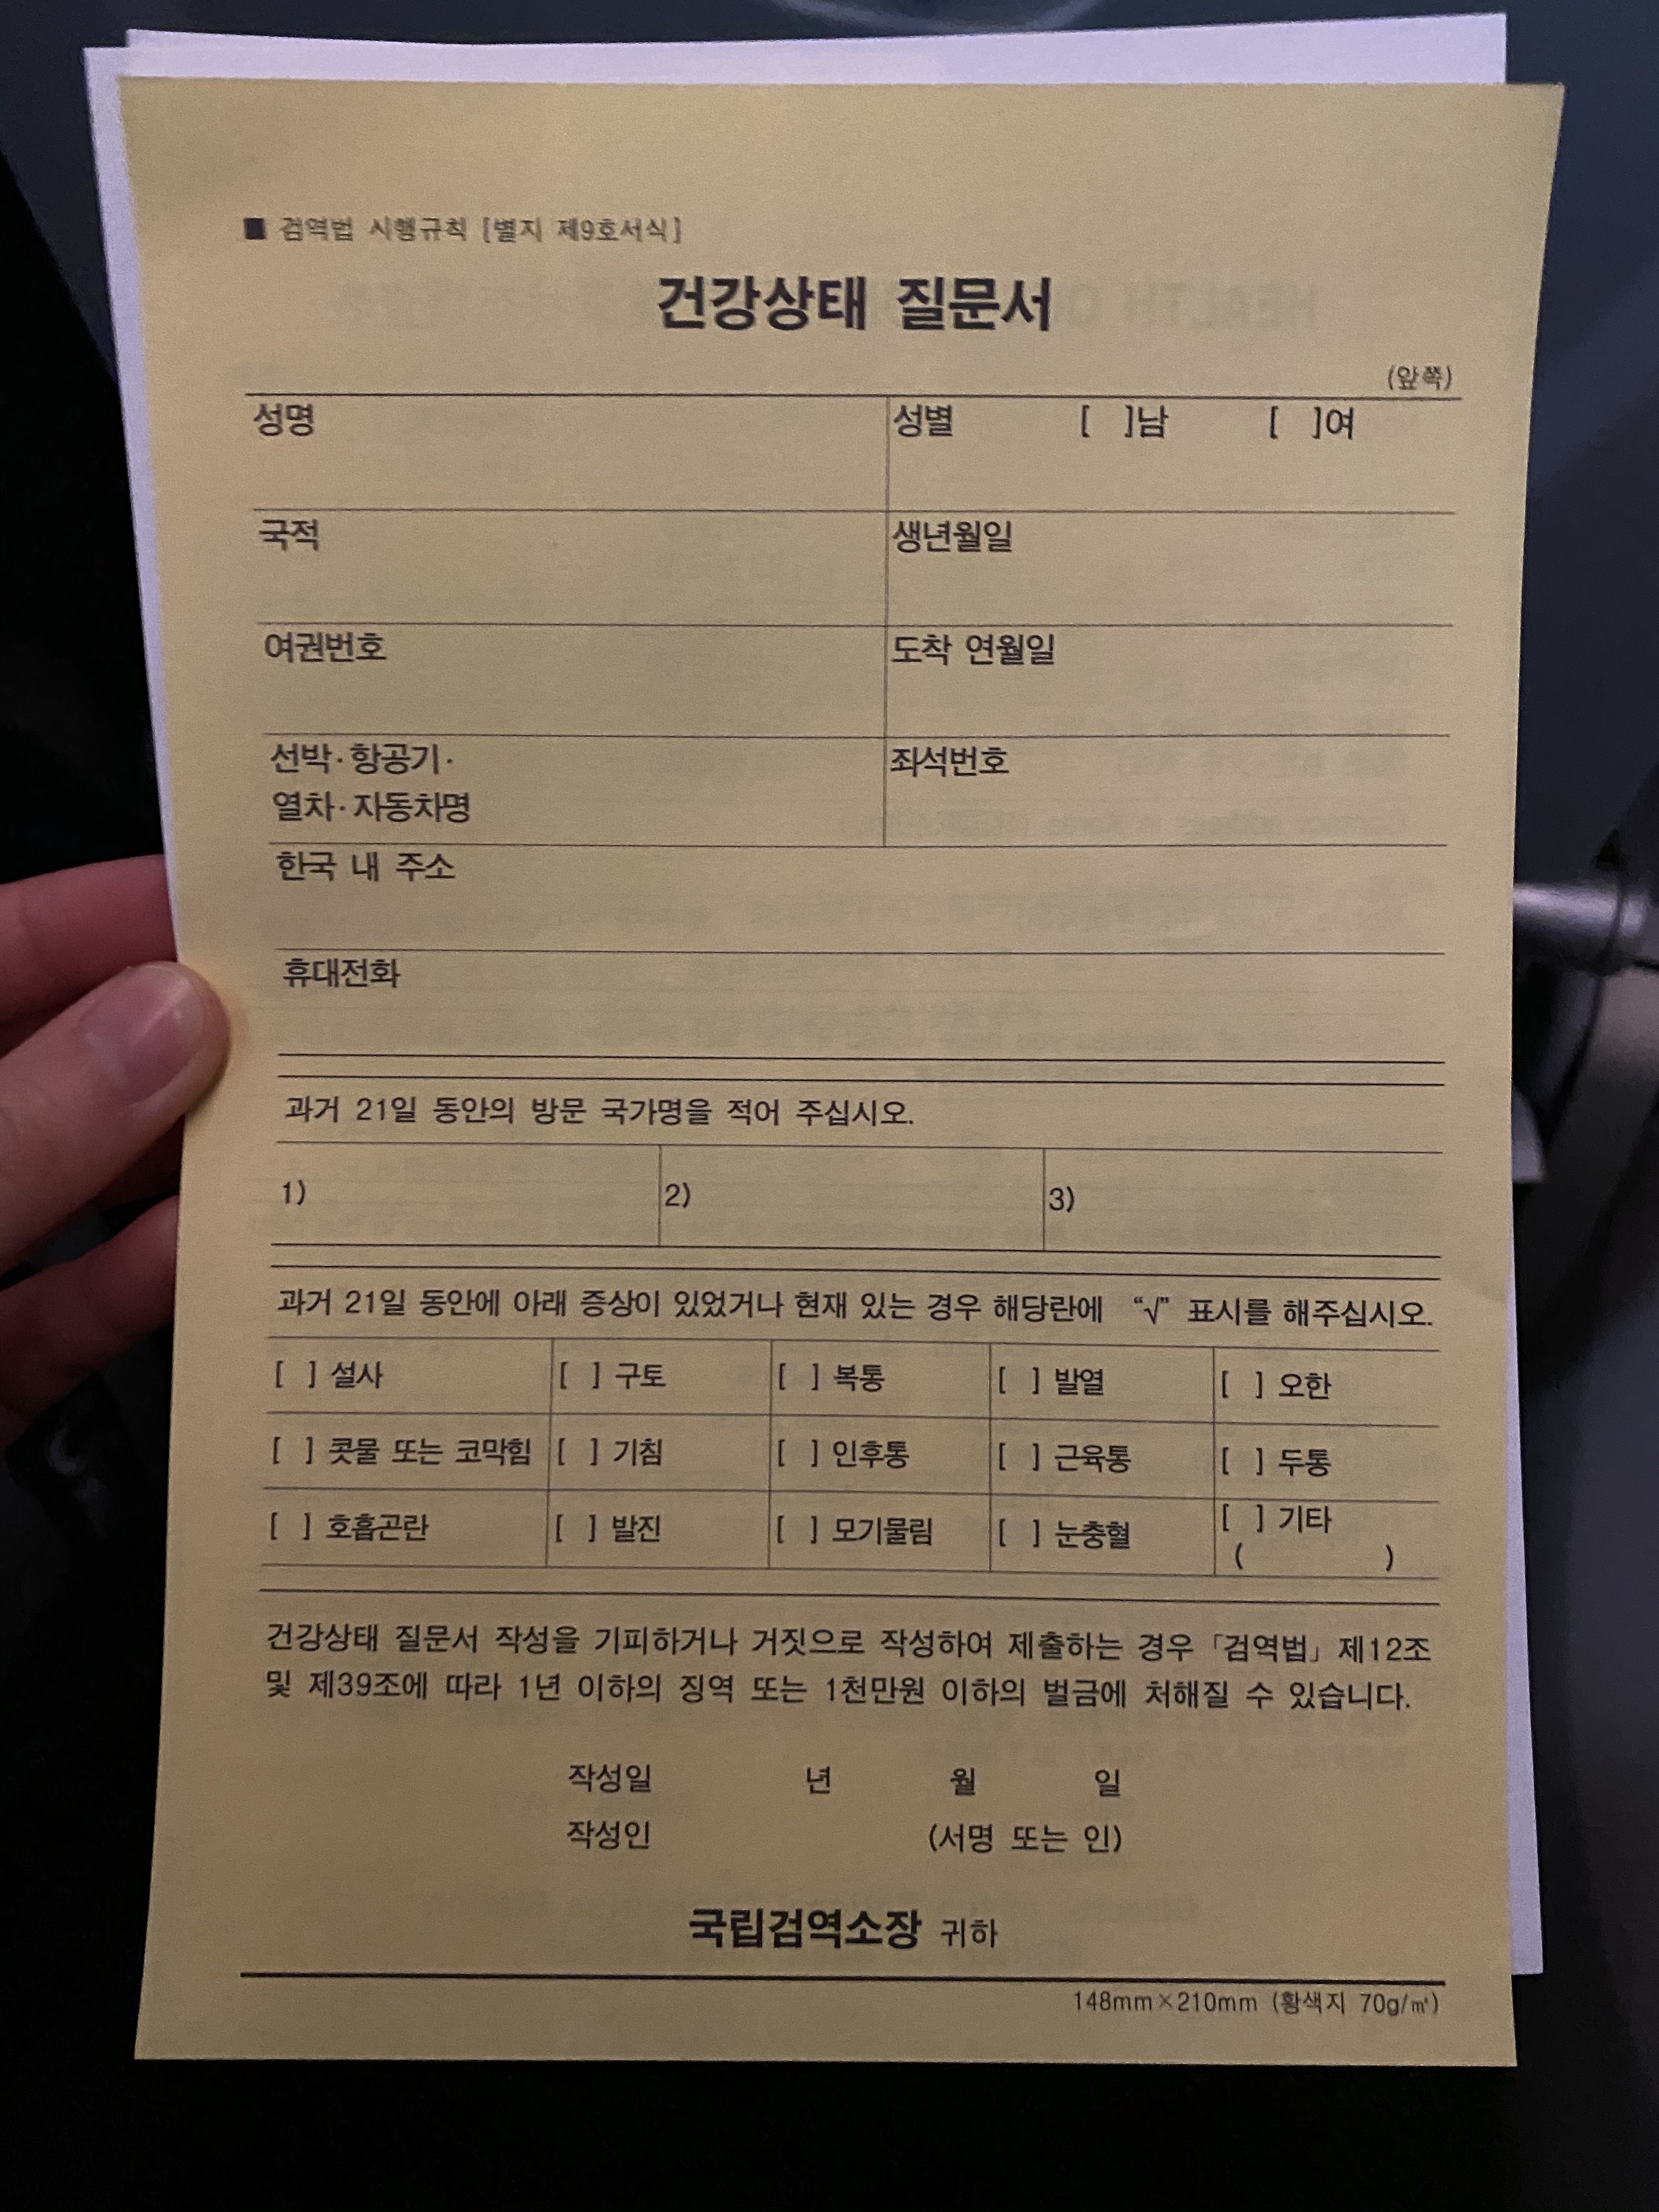 ■ 검역법 시행규칙 [별지 제9호서식]
건강상태 질문서
(앞쪽)
성명
성별 [ ]남 [ ]여
국적
생년월일
여권번호
도착 연월일
선박·항공기·
열차·자동차명
좌석번호
한국 내 주소
휴대전화
과거 21일 동안의 방문 국가명을 적어 주십시오.
1) 2) 3)
과거 21일 동안에 아래 증상이 있었거나 현재 있는 경우 해당란에 “√” 표시를 해주십시오.
[ ] 설사 [ ] 구토 [ ] 복통 [ ] 발열 [ ] 오한
[ ] 콧물 또는 코막힘 [ ] 기침 [ ] 인후통 [ ] 근육통 [ ] 두통
[ ] 호흡곤란 [ ] 발진 [ ] 모기물림 [ ] 눈충혈 [ ] 기타
( )
건강상태 질문서 작성을 기피하거나 거짓으로 작성하여 제출하는 경우 「검역법」 제12조
및 제39조에 따라 1년 이하의 징역 또는 1천만원 이하의 벌금에 처해질 수 있습니다.
작성일 년 월 일
작성인 (서명 또는 인)
국립검역소장 귀하
148mm×210mm (황색지 70g/㎡)